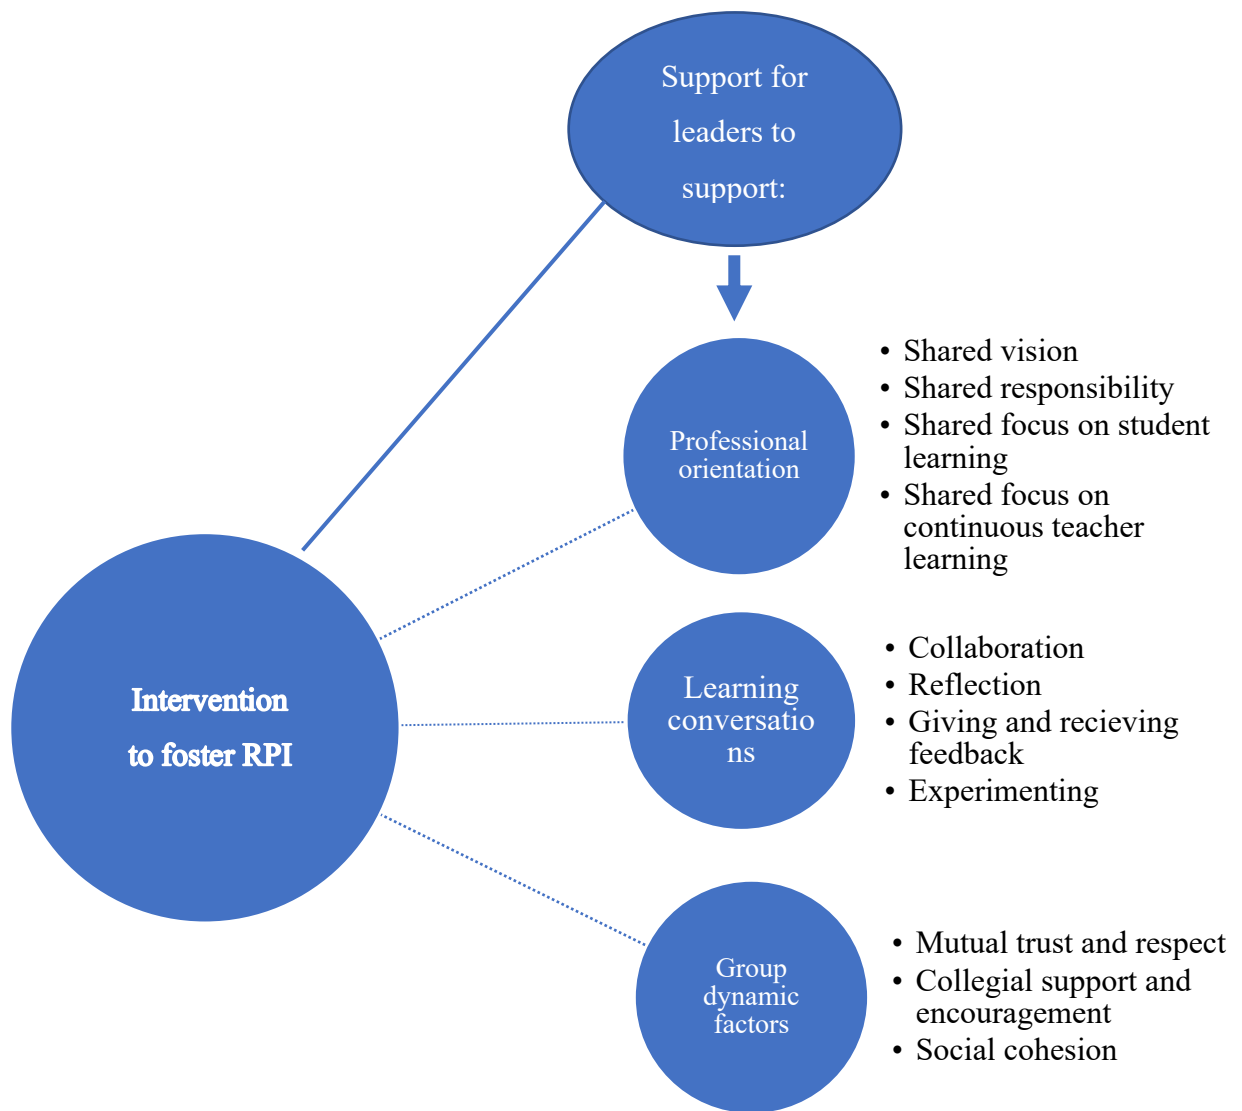 Support for
leaders to
support:
Professional
orientation
• Shared vision
• Shared responsibility
• Shared focus on student
learning
• Shared focus on
continuous teacher
learning
Intervention
to foster RPI
Learning
conversatio
ns
• Collaboration
• Reflection
• Giving and recieving
feedback
• Experimenting
Group
dynamic
factors
• Mutual trust and respect
• Collegial support and
encouragement
• Social cohesion